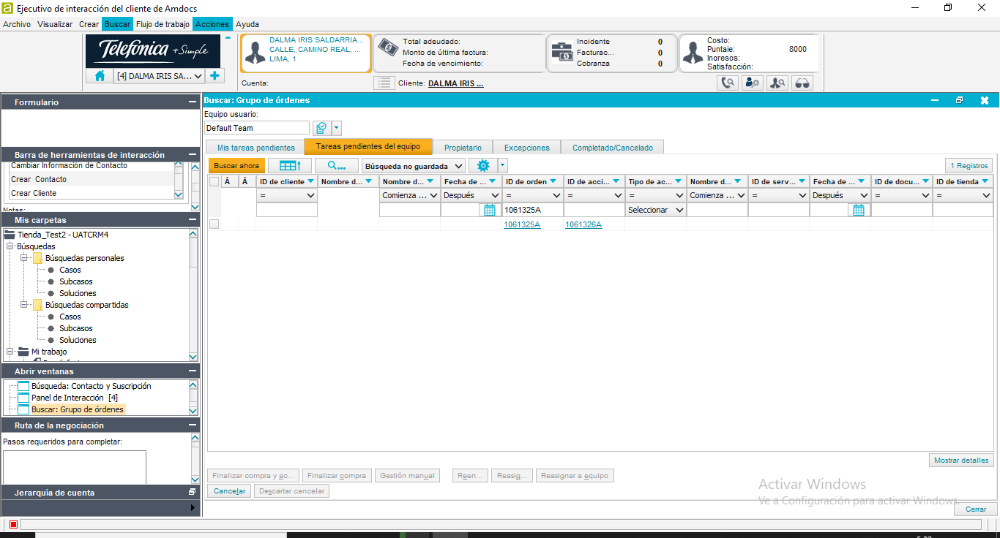 Ejecutivo de interacción del cliente de Amdocs
Archivo Visualizar Crear Buscar Flujo de trabajo Acciones Ayuda
Telefónica +Simple
[4] DALMA IRIS SA...
DALMA IRIS SALDARRIA...
CALLE, CAMINO REAL, ...
LIMA, 1
Total adeudado:
Monto de última factura:
Fecha de vencimiento:
Incidente 0
Facturac... 0
Cobranza 0
Costo:
Puntaie: 8000
Inqresos:
Satisfacción:
Cuenta:
Cliente: DALMA IRIS ...
Formulario
Barra de herramientas de interacción
Cambiar Información de Contacto
Crear Contacto
Crear Cliente
Notas:
Mis carpetas
Tienda_Test2 - UATCRM4
Búsquedas
Búsquedas personales
Casos
Subcasos
Soluciones
Búsquedas compartidas
Casos
Subcasos
Soluciones
Mi trabajo
Abrir ventanas
Búsqueda: Contacto y Suscripción
Panel de Interacción [4]
Buscar: Grupo de órdenes
Ruta de la negociación
Pasos requeridos para completar:
Jerarquía de cuenta
Buscar: Grupo de órdenes
Equipo usuario:
Default Team
Mis tareas pendientes Tareas pendientes del equipo Propietario Excepciones Completado/Cancelado
Buscar ahora Búsqueda no guardada 1 Registros
Â Â ID de cliente Nombre d... Nombre d... Fecha de ... ID de orden ID de acci... Tipo de ac... Nombre d... ID de serv... Fecha de ... ID de docu... ID de tienda
= Comienza ... Después = = = Comienza ... = Después = =
1061325A Seleccionar
1061325A 1061326A
Mostrar detalles
Finalizar compra y ac... Finalizar compra Gestión manual Reen... Reasig... Reasignar a equipo
Cancelar Descartar cancelar
Activar Windows
Ve a Configuración para activar Windows.
Cerrar